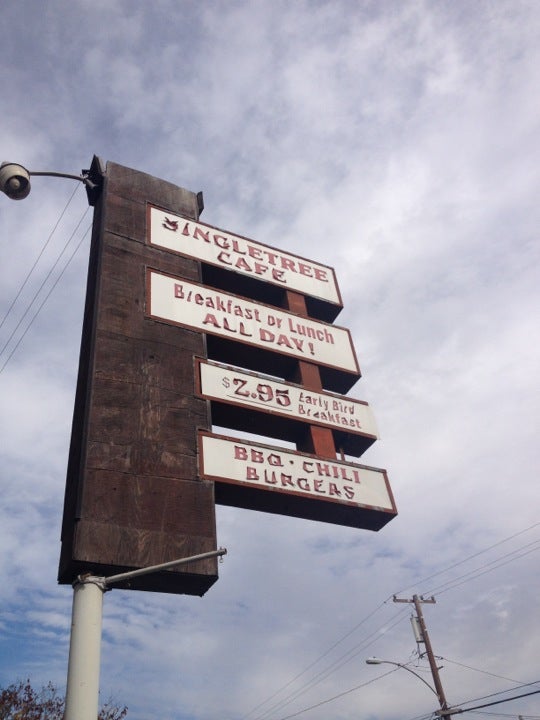 SINGLETREE
CAFE
Breakfast or Lunch
ALL DAY!
$2.95 Early Bird
Breakfast
BBQ · CHILI
BURGERS